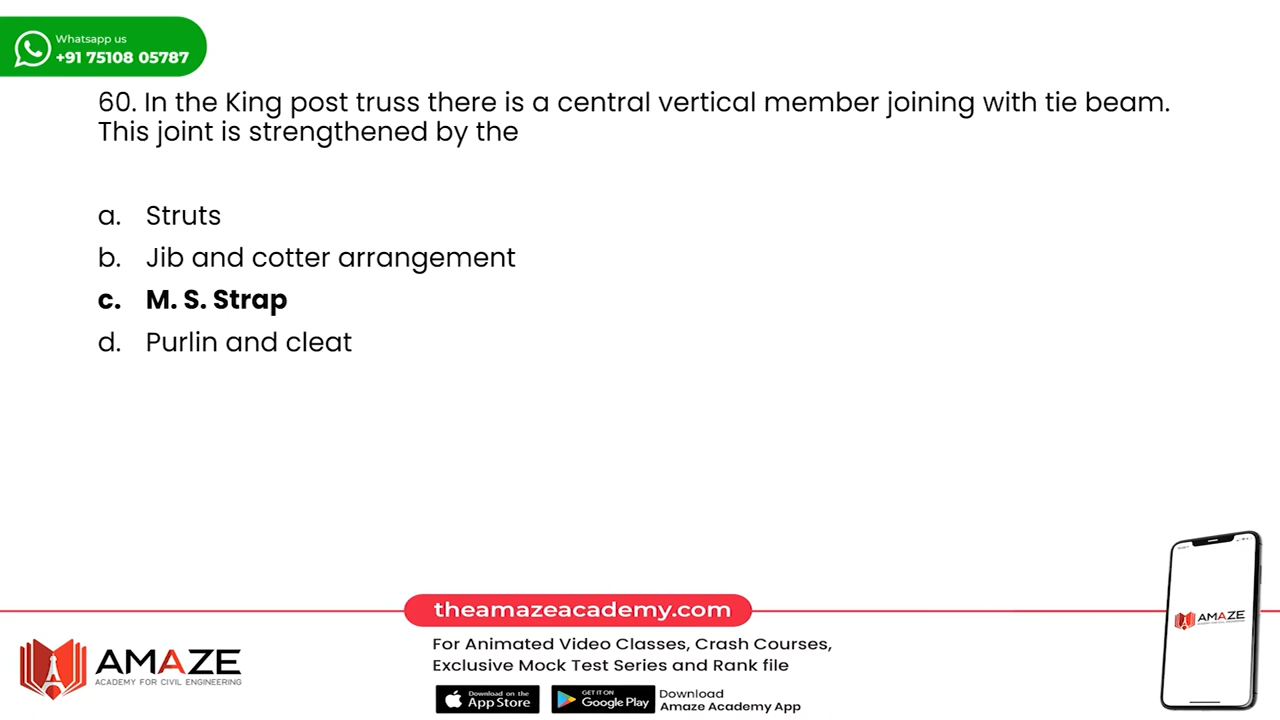 Whatsapp us
+91 75108 05787
60. In the King post truss there is a central vertical member joining with tie beam.
This joint is strengthened by the
a. Struts
b. Jib and cotter arrangement
c. M. S. Strap
d. Purlin and cleat
theamazeacademy.com
For Animated Video Classes, Crash Courses,
Exclusive Mock Test Series and Rank file
AMAZE
ACADEMY FOR CIVIL ENGINEERING
Download on the
App Store
GET IT ON
Google Play
Download
Amaze Academy App
AMAZE